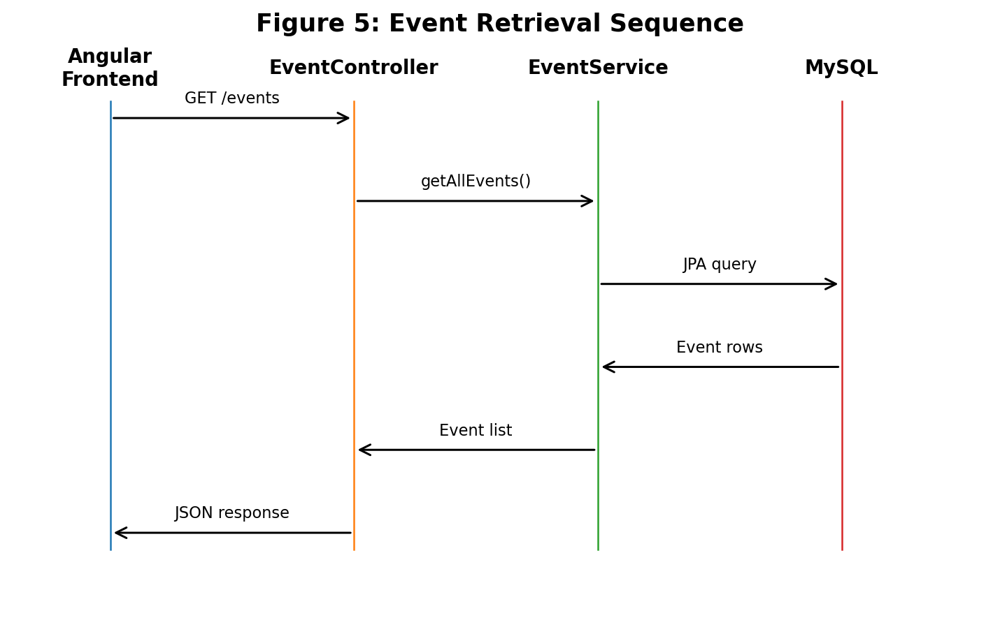 Figure 5: Event Retrieval Sequence
Angular
Frontend
EventController
EventService
MySQL
GET /events
getAllEvents()
JPA query
Event rows
Event list
JSON response